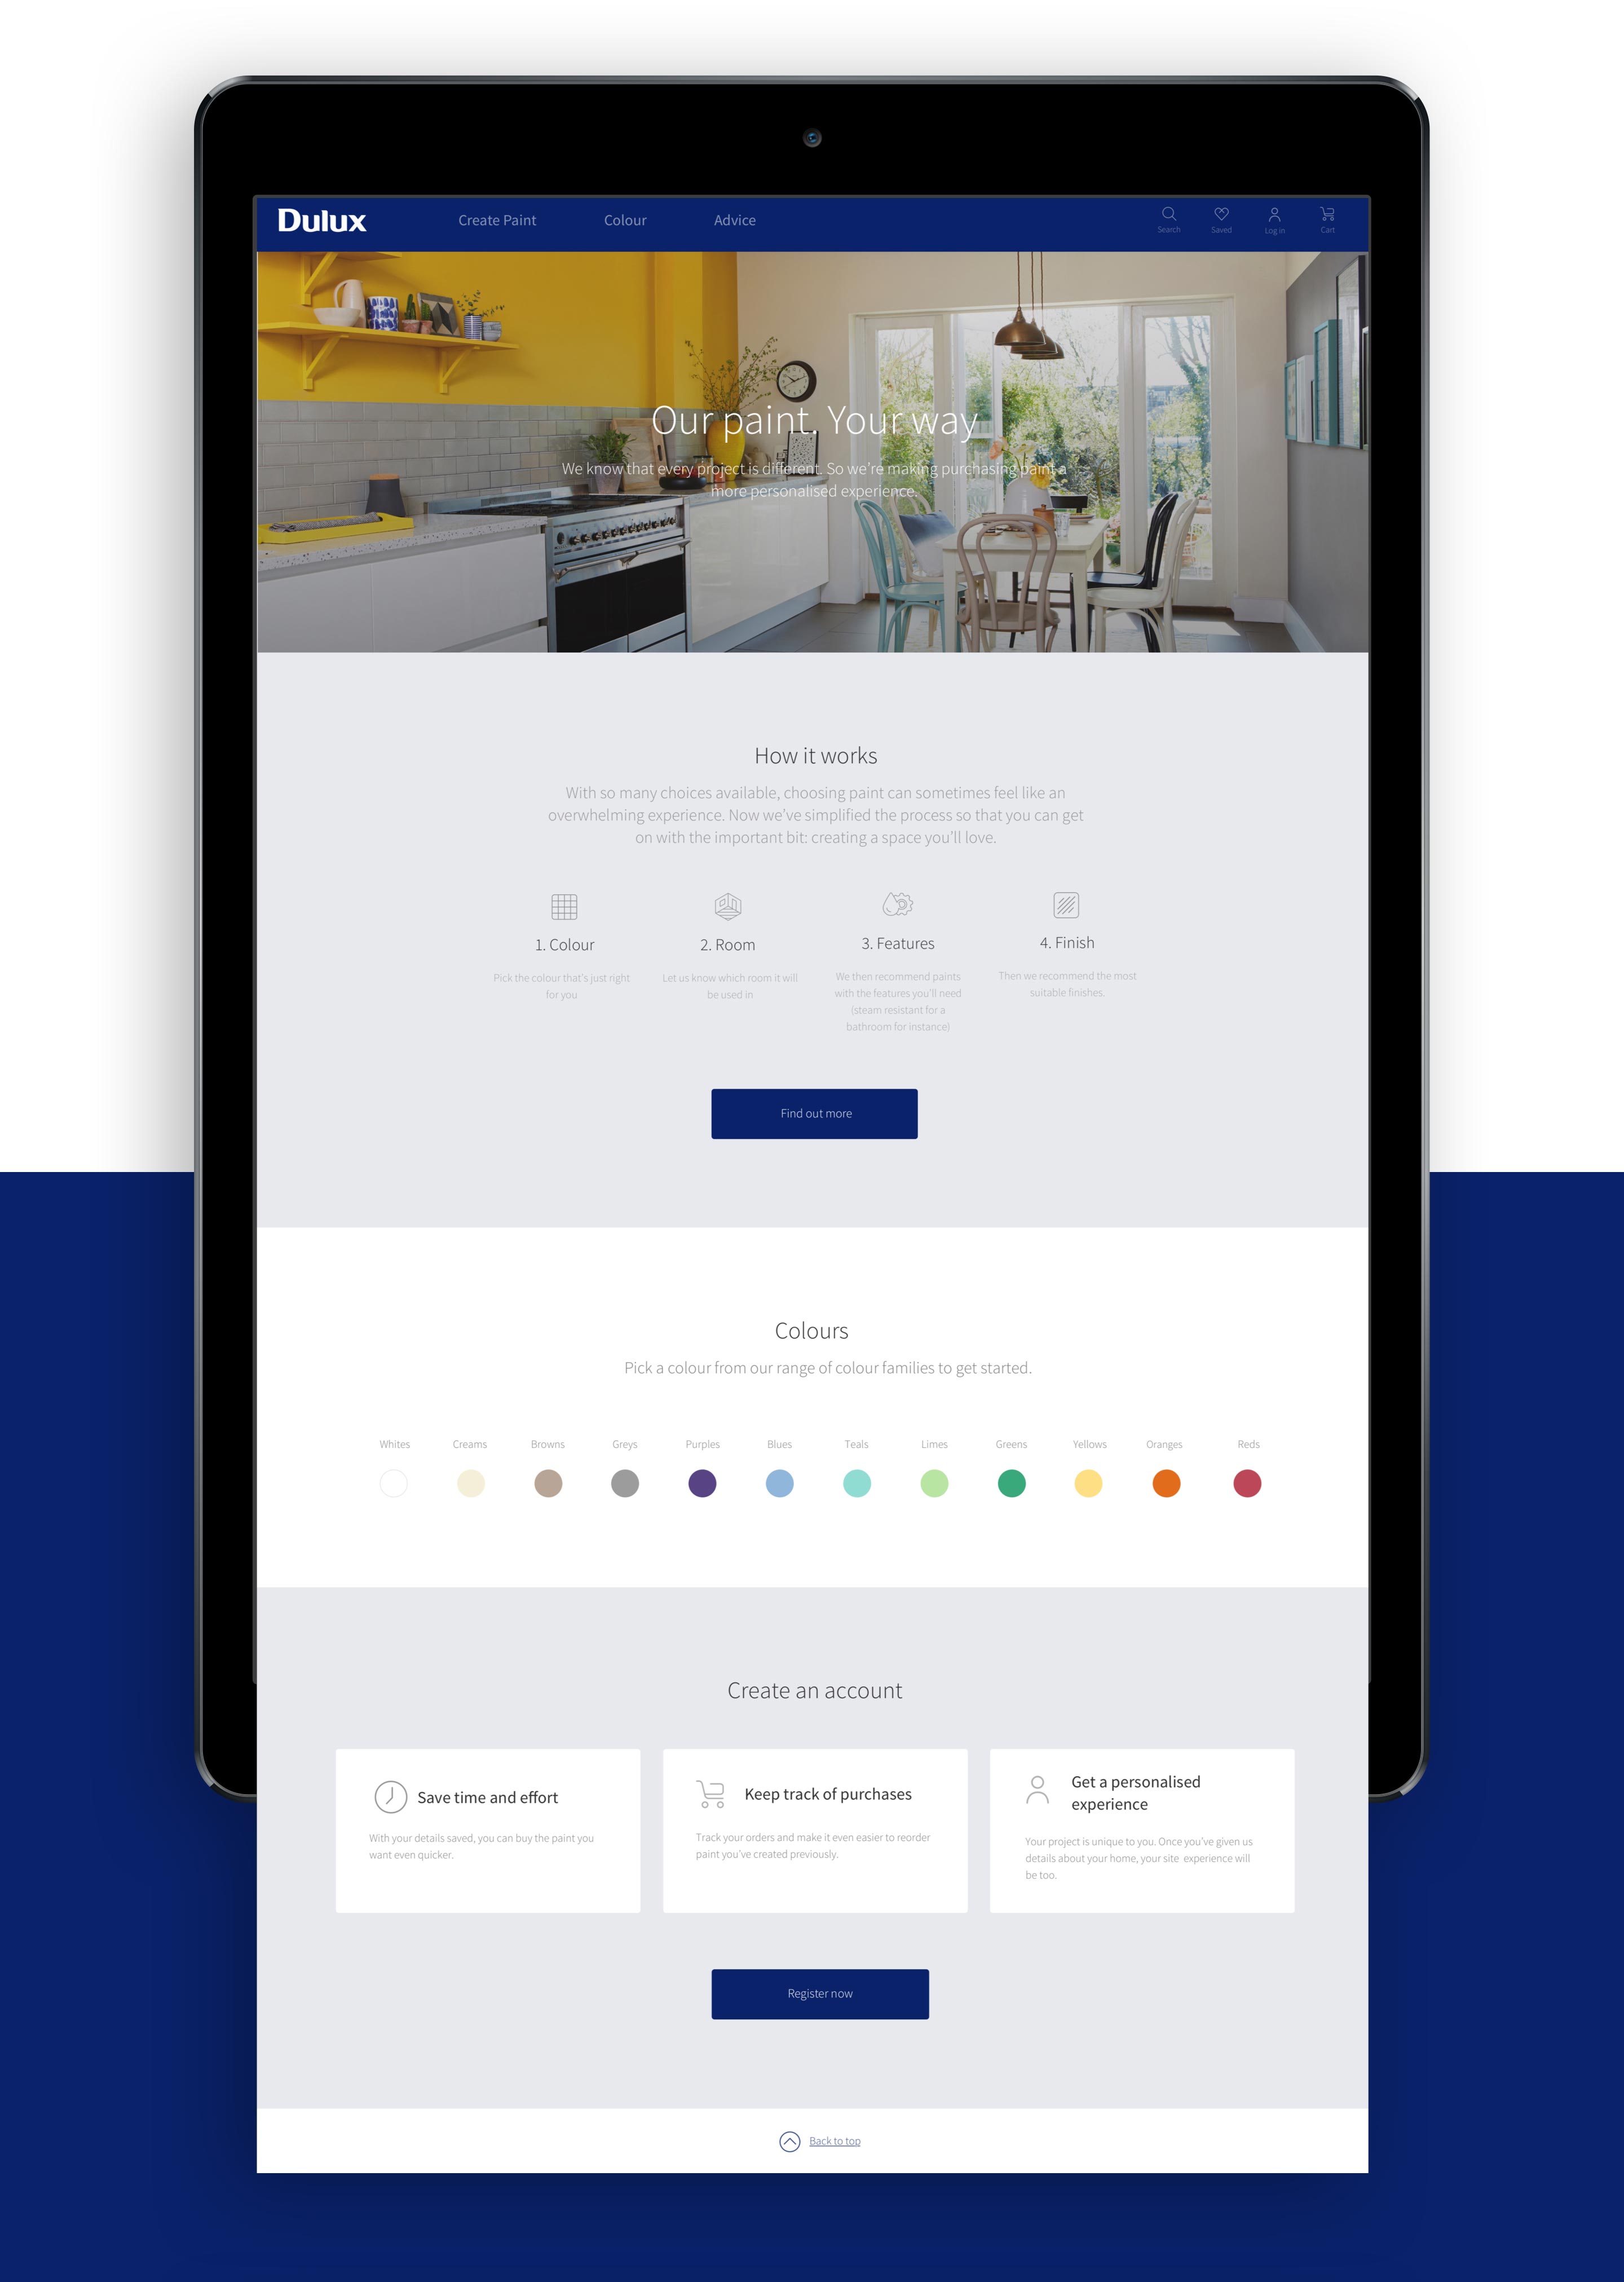 Dulux
Create Paint
Colour
Advice
Search
Saved
Log in
Cart
Our paint. Your way
We know that every project is different. So we're making purchasing paint a
more personalised experience.
How it works
With so many choices available, choosing paint can sometimes feel like an
overwhelming experience. Now we've simplified the process so that you can get
on with the important bit: creating a space you'll love.
1. Colour
Pick the colour that's just right
for you
2. Room
Let us know which room it will
be used in
3. Features
We then recommend paints
with the features you'll need
(steam resistant for a
bathroom for instance)
4. Finish
Then we recommend the most
suitable finishes.
Find out more
Colours
Pick a colour from our range of colour families to get started.
Whites
Creams
Browns
Greys
Purples
Blues
Teals
Limes
Greens
Yellows
Oranges
Reds
Create an account
Save time and effort
With your details saved, you can buy the paint you
want even quicker.
Keep track of purchases
Track your orders and make it even easier to reorder
paint you've created previously.
Get a personalised
experience
Your project is unique to you. Once you've given us
details about your home, your site  experience will
be too.
Register now
Back to top